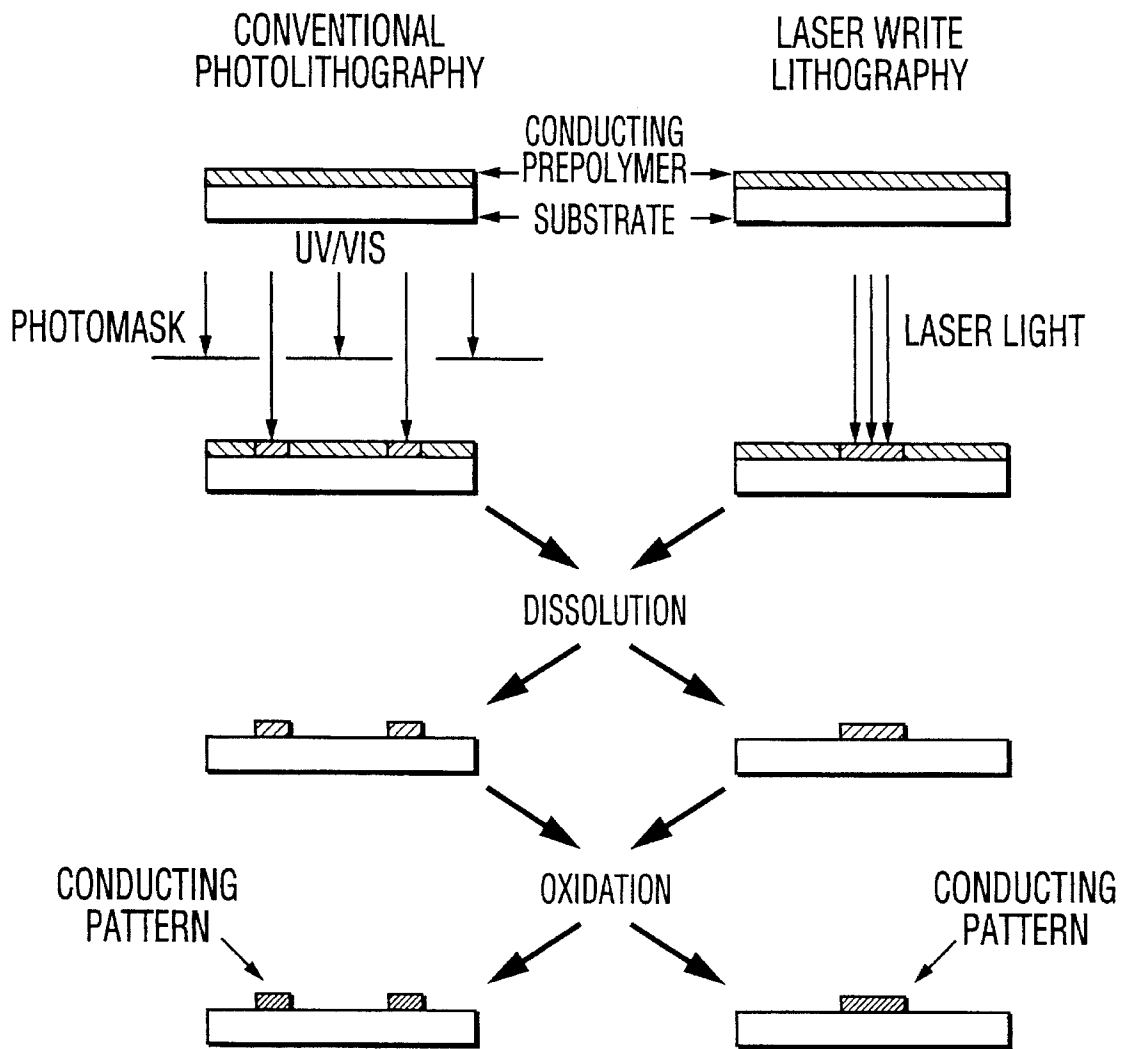 CONVENTIONAL
PHOTOLITHOGRAPHY
LASER WRITE
LITHOGRAPHY
CONDUCTING
PREPOLYMER
SUBSTRATE
UV/VIS
PHOTOMASK
LASER LIGHT
DISSOLUTION
OXIDATION
CONDUCTING
PATTERN
CONDUCTING
PATTERN